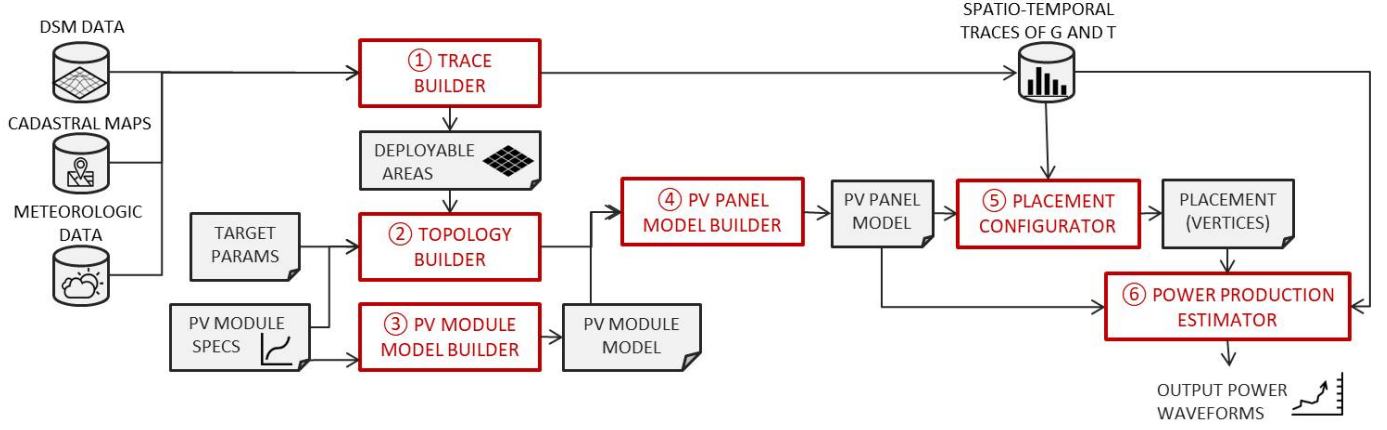 DSM DATA
CADASTRAL MAPS
METEOROLOGIC
DATA
① TRACE
BUILDER
SPATIO-TEMPORAL
TRACES OF G AND T
DEPLOYABLE
AREAS
TARGET
PARAMS
② TOPOLOGY
BUILDER
PV MODULE
SPECS
③ PV MODULE
MODEL BUILDER
PV MODULE
MODEL
④ PV PANEL
MODEL BUILDER
PV PANEL
MODEL
⑤ PLACEMENT
CONFIGURATOR
PLACEMENT
(VERTICES)
⑥ POWER PRODUCTION
ESTIMATOR
OUTPUT POWER
WAVEFORMS